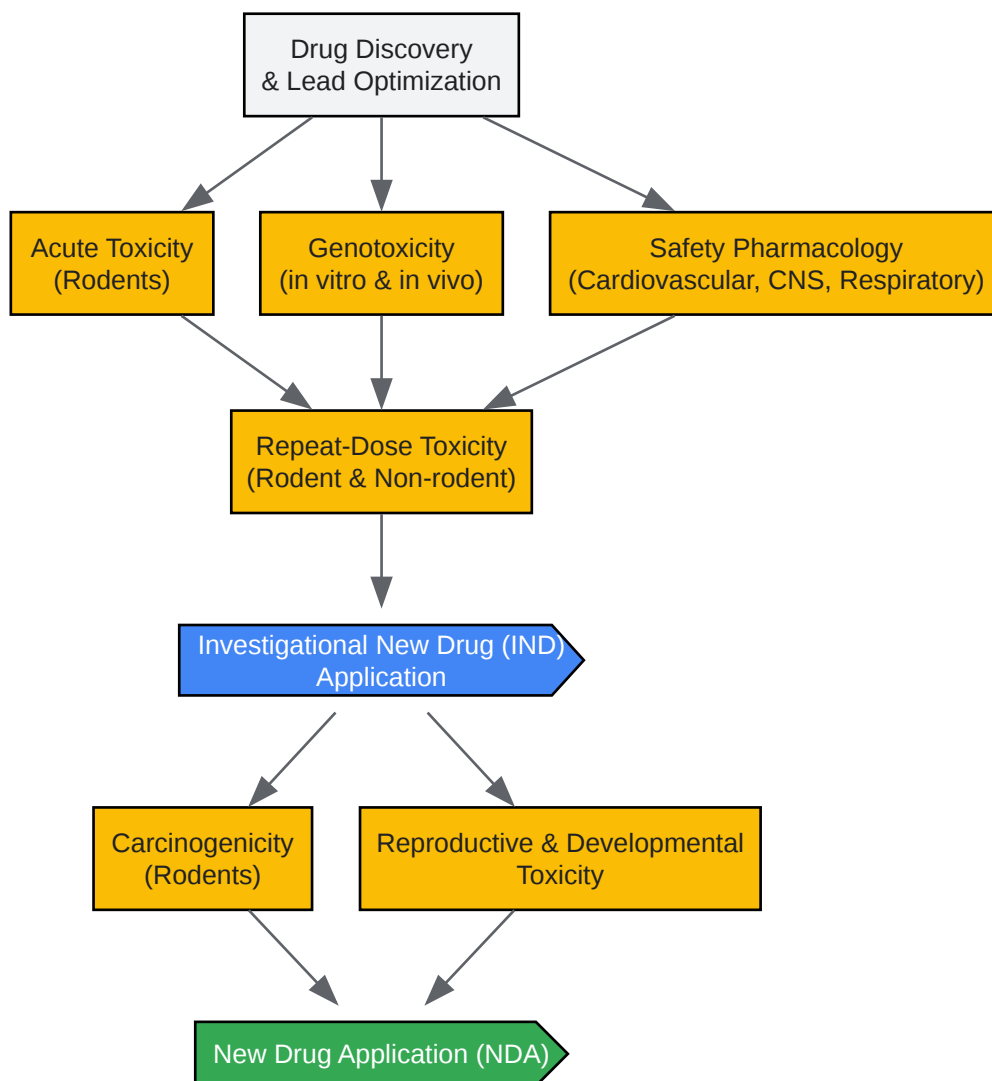 Drug Discovery
& Lead Optimization
Acute Toxicity
(Rodents)
Genotoxicity
(in vitro & in vivo)
Safety Pharmacology
(Cardiovascular, CNS, Respiratory)
Repeat-Dose Toxicity
(Rodent & Non-rodent)
Investigational New Drug (IND)
Application
Carcinogenicity
(Rodents)
Reproductive & Developmental
Toxicity
New Drug Application (NDA)